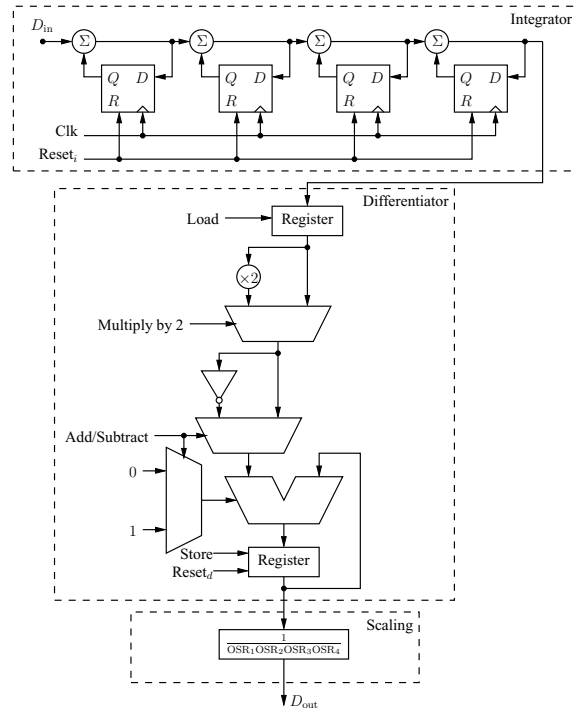 D_in
Integrator
Σ Σ Σ Σ
Q D Q D Q D Q D
R R R R
Clk
Reset_i
Differentiator
Load
Register
×2
Multiply by 2
Add/Subtract
0
1
Store
Register
Reset_d
Scaling
1
OSR₁OSR₂OSR₃OSR₄
D_out